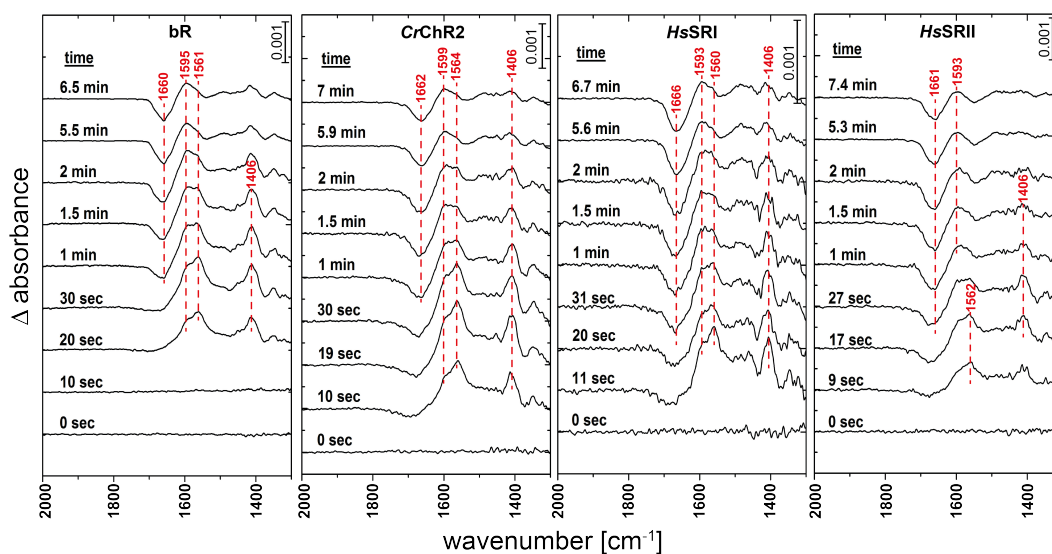 Δ absorbance
bR
0.001
time
1660
1595
1561
1406
6.5 min
5.5 min
2 min
1.5 min
1 min
30 sec
20 sec
10 sec
0 sec
2000
1800
1600
1400
CrChR2
0.001
time
1662
1599
1564
1406
7 min
5.9 min
2 min
1.5 min
1 min
30 sec
19 sec
10 sec
0 sec
2000
1800
1600
1400
HsSRI
0.001
time
1666
1593
1560
1406
6.7 min
5.6 min
2 min
1.5 min
1 min
31 sec
20 sec
11 sec
0 sec
2000
1800
1600
1400
HsSRII
0.001
time
1661
1593
1406
1562
7.4 min
5.3 min
2 min
1.5 min
1 min
27 sec
17 sec
9 sec
0 sec
2000
1800
1600
1400
wavenumber [cm⁻¹]